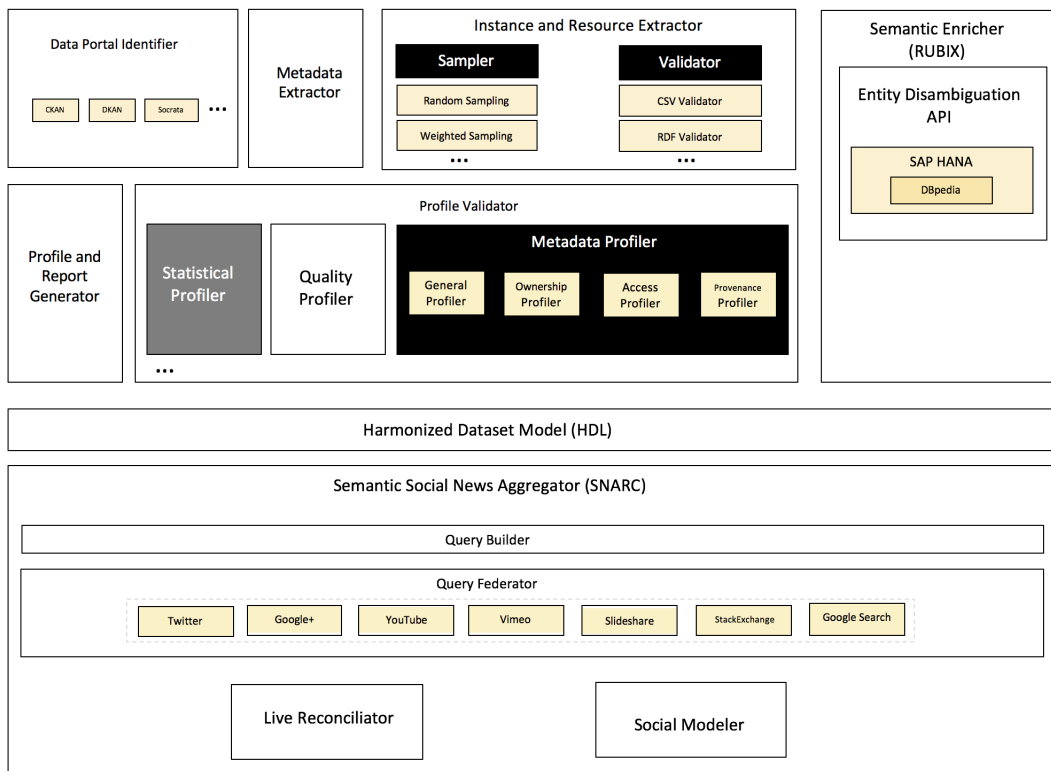 Data Portal Identifier
CKAN
DKAN
Socrata
...
Metadata
Extractor
Instance and Resource Extractor
Sampler
Random Sampling
Weighted Sampling
...
Validator
CSV Validator
RDF Validator
...
Semantic Enricher
(RUBIX)
Entity Disambiguation
API
SAP HANA
DBpedia
Profile and
Report
Generator
Profile Validator
Statistical
Profiler
Quality
Profiler
Metadata Profiler
General
Profiler
Ownership
Profiler
Access
Profiler
Provenance
Profiler
...
Harmonized Dataset Model (HDL)
Semantic Social News Aggregator (SNARC)
Query Builder
Query Federator
Twitter
Google+
YouTube
Vimeo
Slideshare
StackExchange
Google Search
Live Reconciliator
Social Modeler